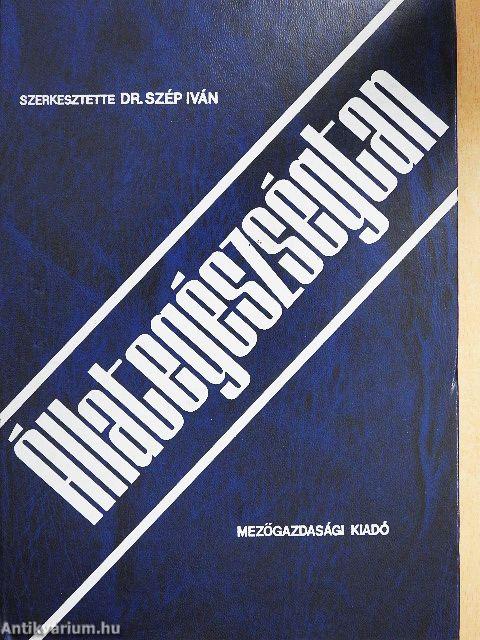 SZERKESZTETTE DR. SZÉP IVÁN
Állategészségtan
MEZŐGAZDASÁGI KIADÓ
Antikvarium.hu